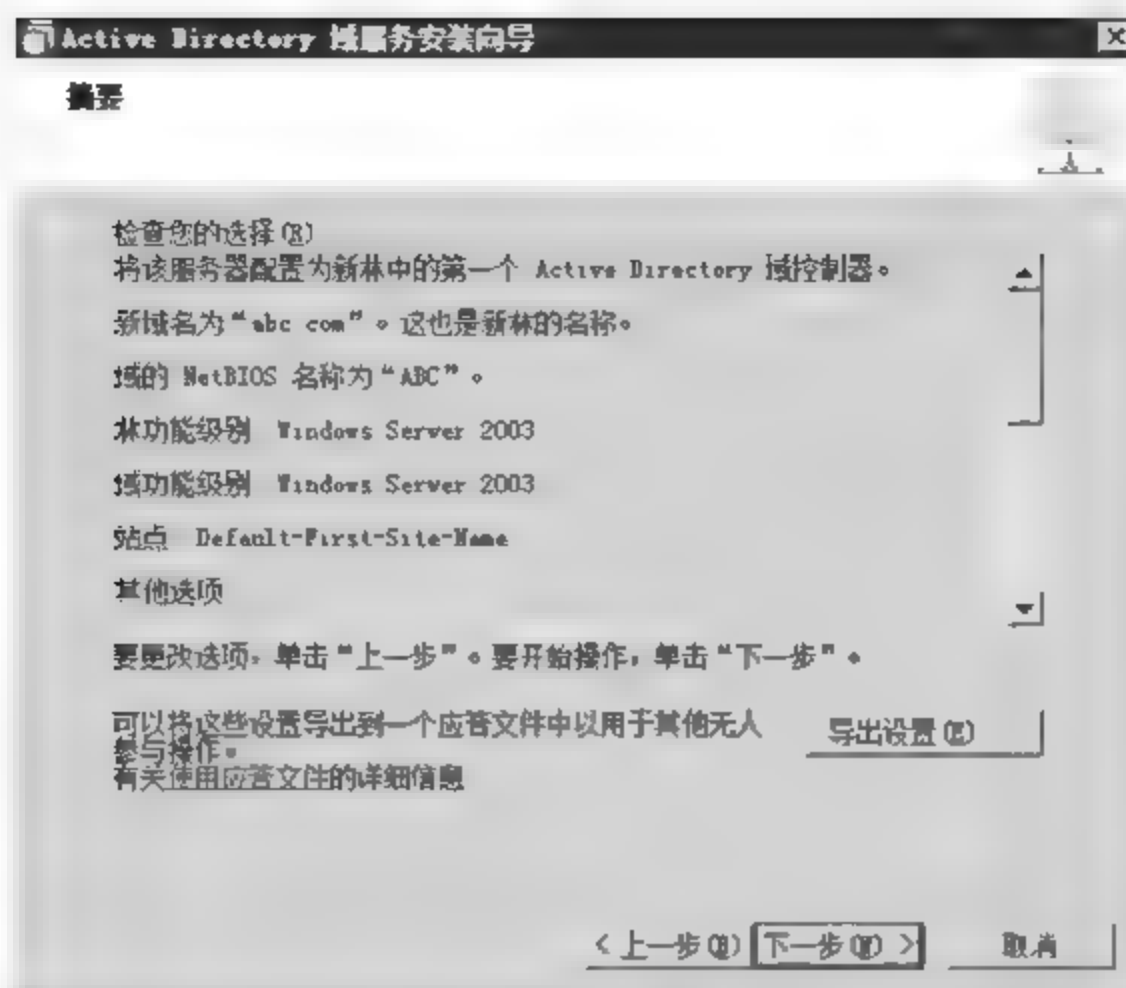 Active Directory 域服务安装向导
摘要
检查您的选择(R)
将该服务器配置为新林中的第一个 Active Directory 域控制器。
新域名为“abc com”。这也是新林的名称。
域的 NetBIOS 名称为“ABC”。
林功能级别 Windows Server 2003
域功能级别 Windows Server 2003
站点 Default-First-Site-Name
其他选项
要更改选项，单击“上一步”。要开始操作，单击“下一步”。
可以将这些设置导出到一个应答文件中以用于其他无人
参与操作。
导出设置(E)
有关使用应答文件的详细信息
< 上一步(B)
下一步(N) >
取消